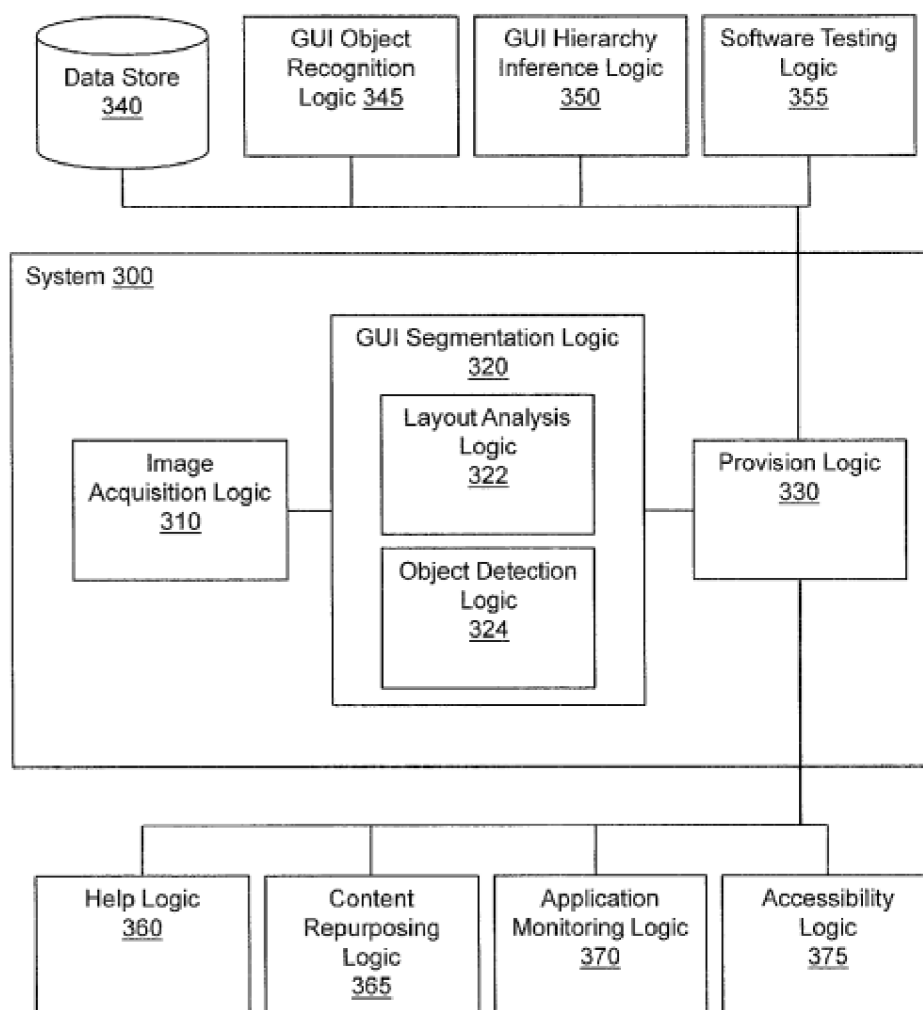 Data Store
340
GUI Object
Recognition
Logic 345
GUI Hierarchy
Inference Logic
350
Software Testing
Logic
355
System 300
GUI Segmentation Logic
320
Layout Analysis
Logic
322
Image
Acquisition Logic
310
Provision Logic
330
Object Detection
Logic
324
Help Logic
360
Content
Repurposing
Logic
365
Application
Monitoring Logic
370
Accessibility
Logic
375